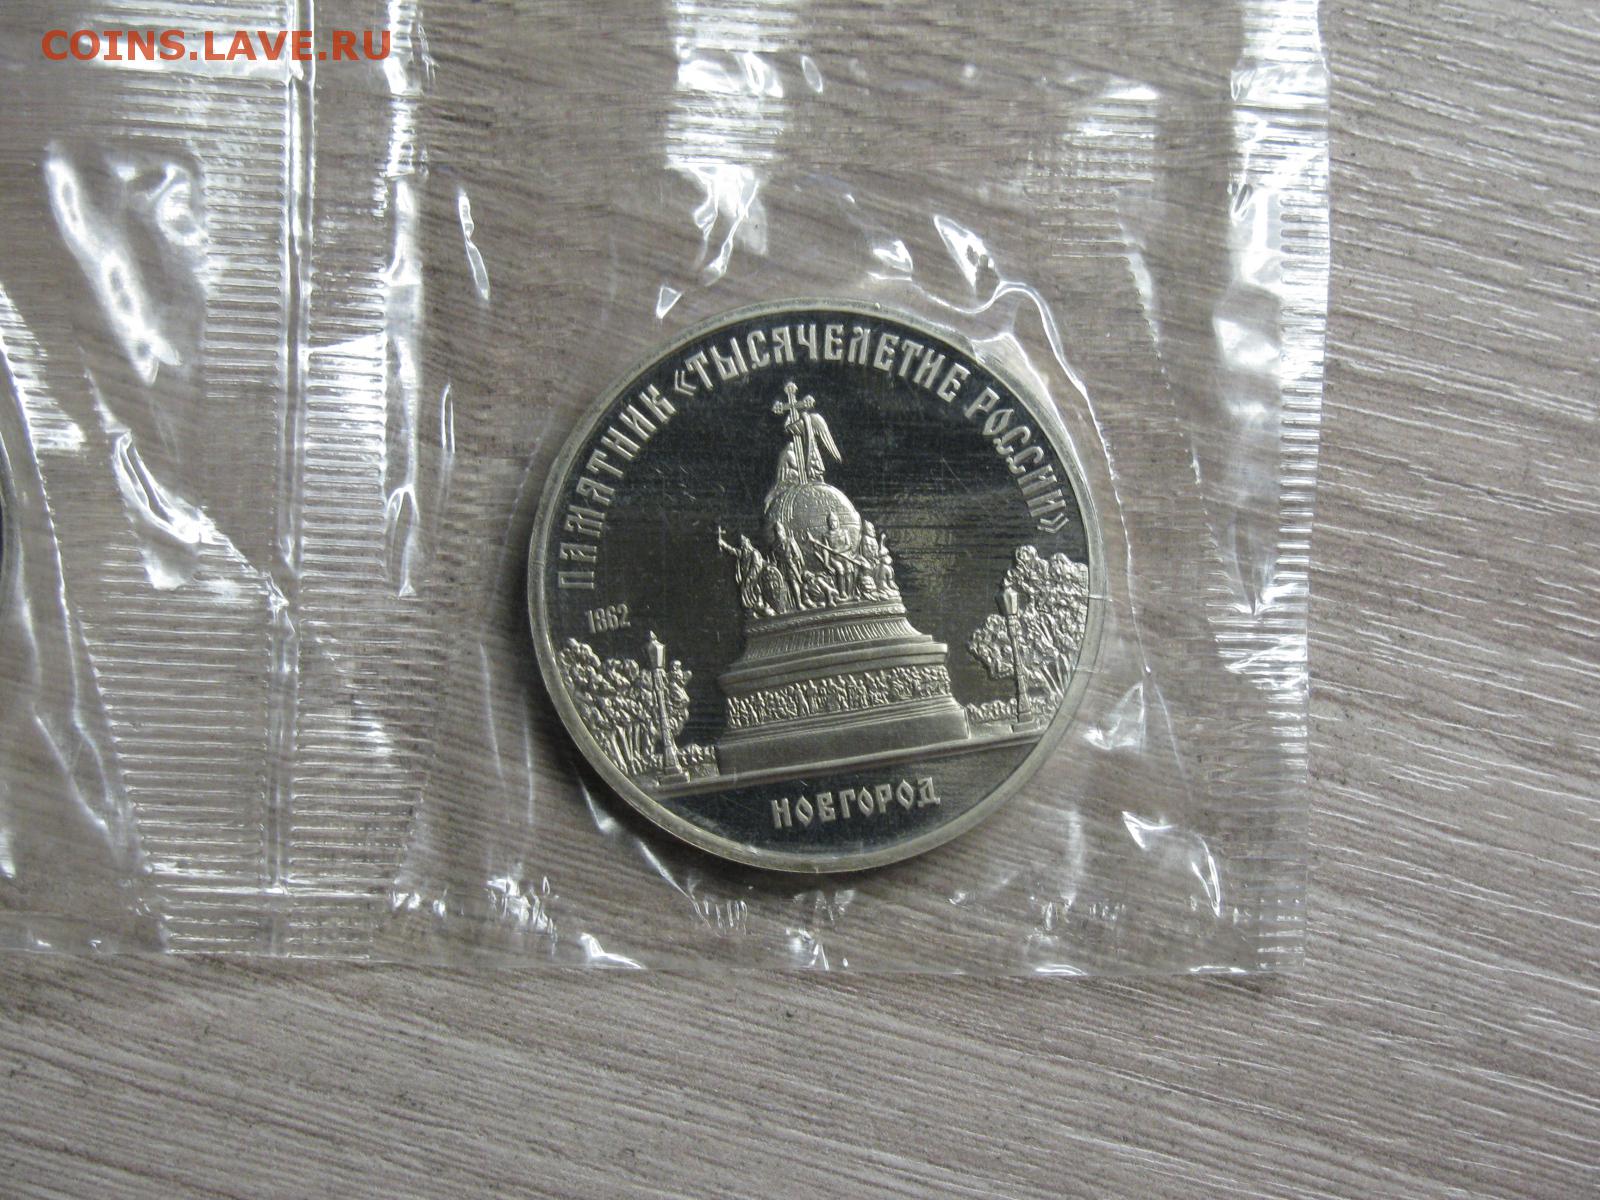 COINS.LAVE.RU
ПАМЯТНИК «ТЫСЯЧЕЛЕТИЕ РОССИИ»
1862
НОВГОРОД